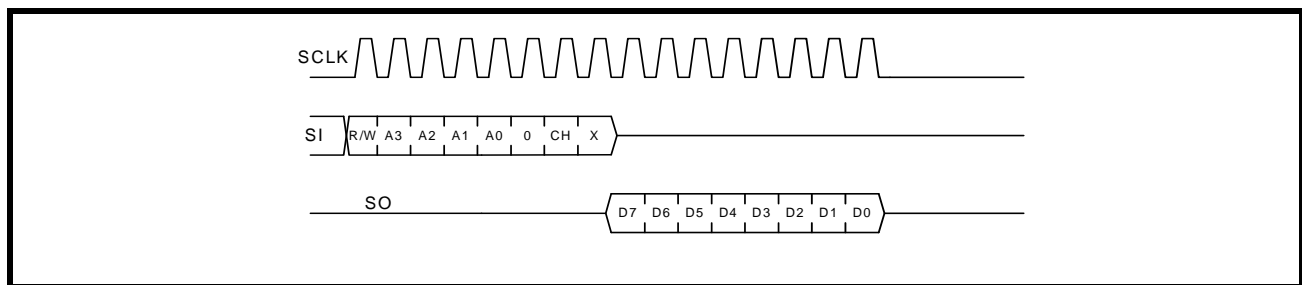 SCLK
SI R/W A3 A2 A1 A0 0 CH X
SO
D7 D6 D5 D4 D3 D2 D1 D0